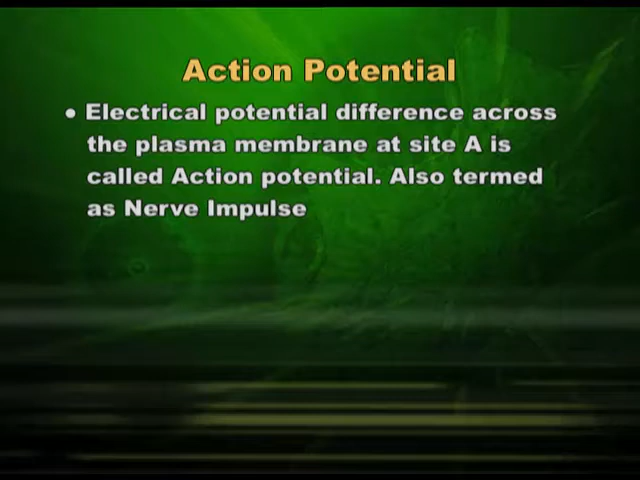 Action Potential
• Electrical potential difference across
the plasma membrane at site A is
called Action potential. Also termed
as Nerve Impulse